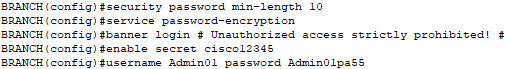 BRANCH(config)#security password min-length 10
BRANCH(config)#service password-encryption
BRANCH(config)#banner login # Unauthorized access strictly prohibited! #
BRANCH(config)#enable secret cisco12345
BRANCH(config)#username Admin01 password Admin01pa55